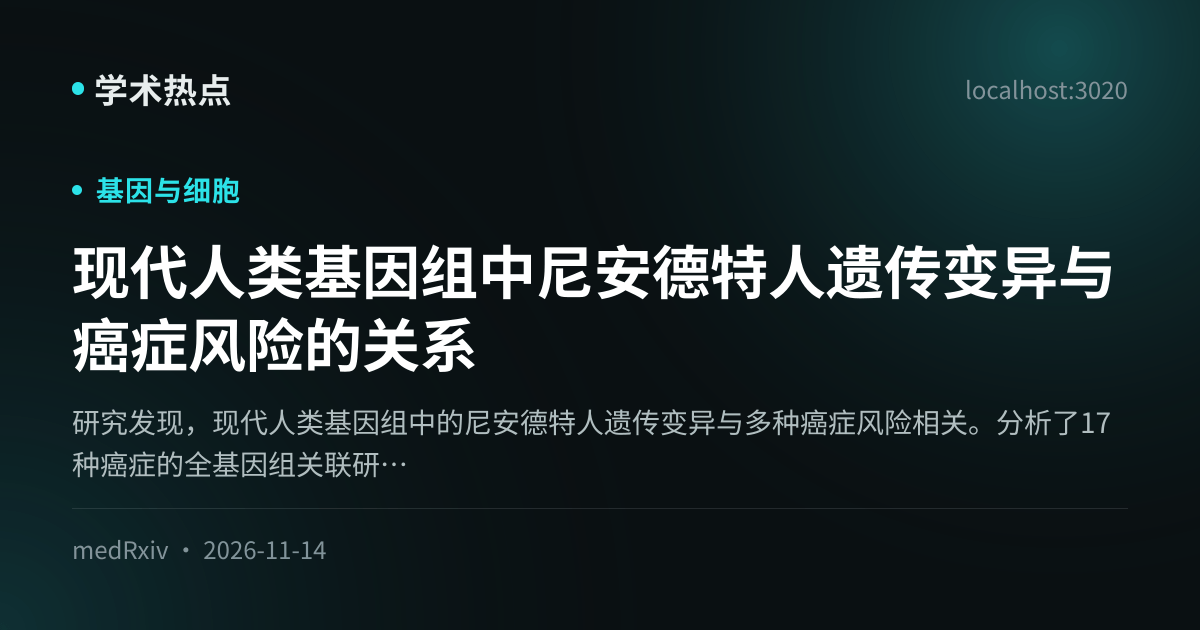 学术热点
localhost:3020
基因与细胞
现代人类基因组中尼安德特人遗传变异与
癌症风险的关系
研究发现，现代人类基因组中的尼安德特人遗传变异与多种癌症风险相关。分析了17
种癌症的全基因组关联研…
medRxiv • 2026-11-14